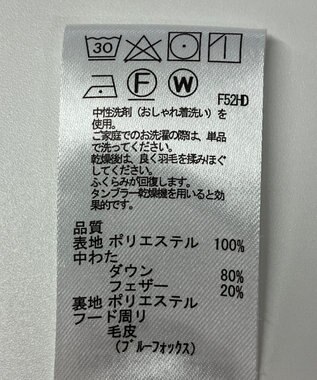 30
F W F52HD
中性洗剤（おしゃれ着洗い）を
使用。
ご家庭でのお洗濯の際は、単品
で洗ってください。
乾燥後は、良く羽毛を揉みほぐ
してください。
ふくらみが回復します。
タンブラー乾燥機を用いると効
果的です。
品質
表地 ポリエステル 100%
中わた
ダウン 80%
フェザー 20%
裏地 ポリエステル
フード周り
毛皮
（ブルーフォックス）